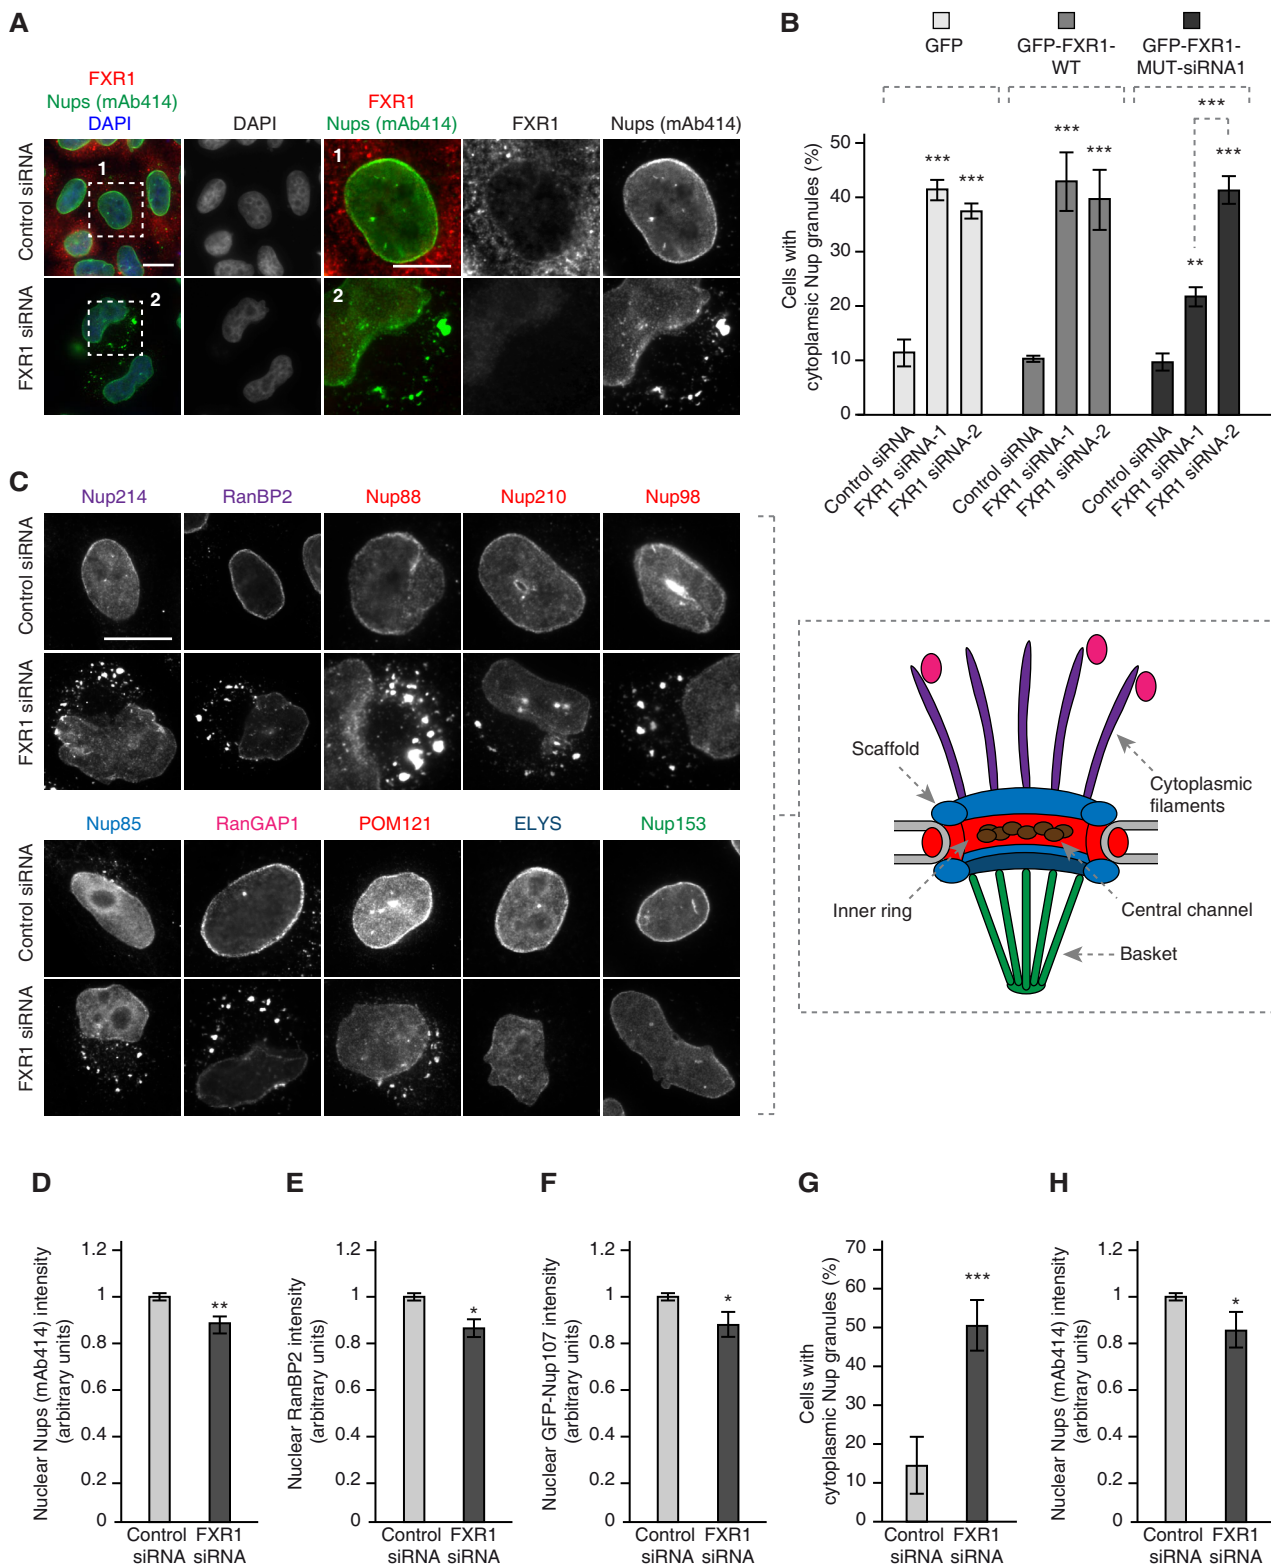 A
FXR1
Nups (mAb414)
DAPI
DAPI
FXR1
Nups (mAb414)
FXR1
Nups (mAb414)
Control siRNA
1
1
FXR1 siRNA
2
2
B
GFP
GFP-FXR1-
WT
GFP-FXR1-
MUT-siRNA1
Cells with
cytoplamsic Nup granules (%)
50
40
30
20
10
0
***
***
***
***
***
**
***
Control siRNA
FXR1 siRNA-1
FXR1 siRNA-2
Control siRNA
FXR1 siRNA-1
FXR1 siRNA-2
Control siRNA
FXR1 siRNA-1
FXR1 siRNA-2
C
Nup214
RanBP2
Nup88
Nup210
Nup98
Control siRNA
FXR1 siRNA
Nup85
RanGAP1
POM121
ELYS
Nup153
Control siRNA
FXR1 siRNA
Scaffold
Cytoplasmic
filaments
Inner ring
Central channel
Basket
D
Nuclear Nups (mAb414) intensity
(arbitrary units)
1.2
1
0.8
0.6
0.4
0.2
0
**
Control
siRNA
FXR1
siRNA
E
Nuclear RanBP2 intensity
(arbitrary units)
1.2
1
0.8
0.6
0.4
0.2
0
*
Control
siRNA
FXR1
siRNA
F
Nuclear GFP-Nup107 intensity
(arbitrary units)
1.2
1
0.8
0.6
0.4
0.2
0
*
Control
siRNA
FXR1
siRNA
G
Cells with
cytoplasmic Nup granules (%)
70
60
50
40
30
20
10
0
***
Control
siRNA
FXR1
siRNA
H
Nuclear Nups (mAb414) intensity
(arbitrary units)
1.2
1
0.8
0.6
0.4
0.2
0
*
Control
siRNA
FXR1
siRNA